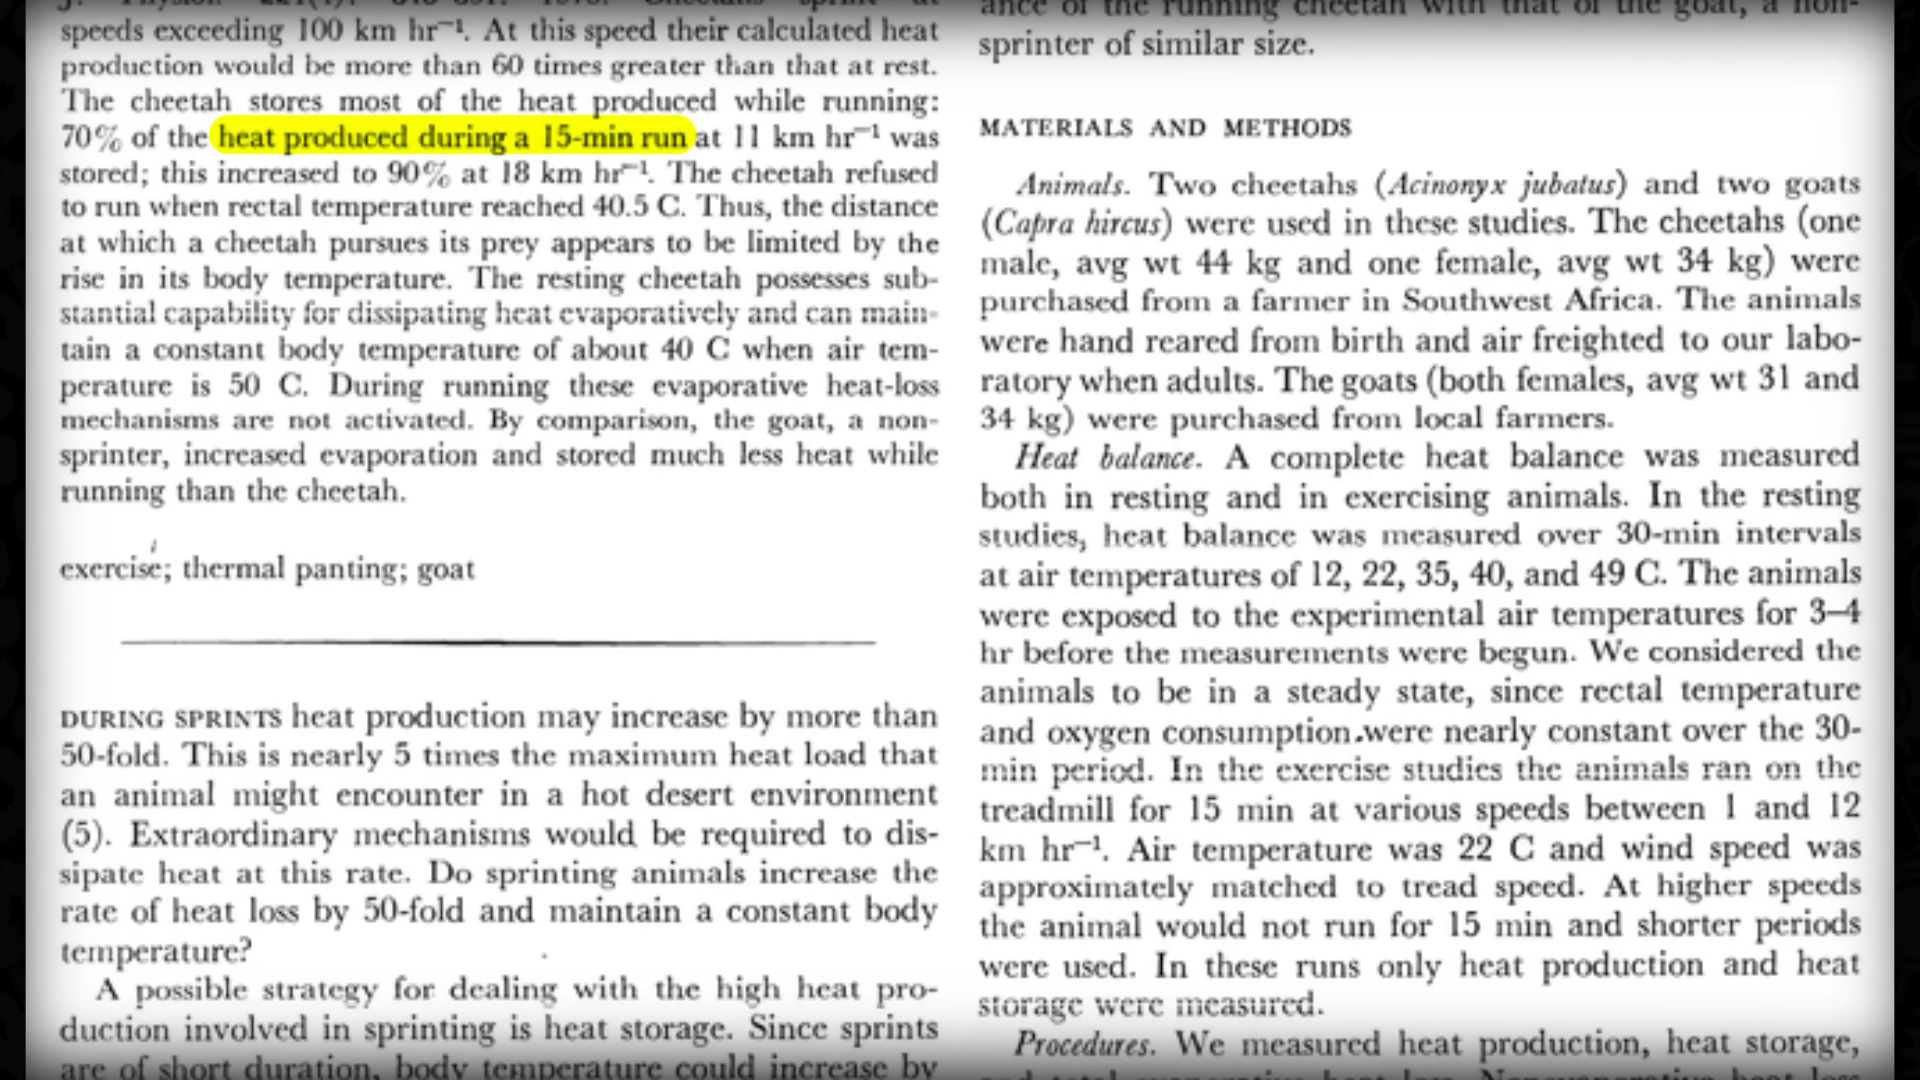 speeds exceeding 100 km hr⁻¹. At this speed their calculated heat
production would be more than 60 times greater than that at rest.
The cheetah stores most of the heat produced while running:
70% of the heat produced during a 15-min run at 11 km hr⁻¹ was
stored; this increased to 90% at 18 km hr⁻¹. The cheetah refused
to run when rectal temperature reached 40.5 C. Thus, the distance
at which a cheetah pursues its prey appears to be limited by the
rise in its body temperature. The resting cheetah possesses sub-
stantial capability for dissipating heat evaporatively and can main-
tain a constant body temperature of about 40 C when air tem-
perature is 50 C. During running these evaporative heat-loss
mechanisms are not activated. By comparison, the goat, a non-
sprinter, increased evaporation and stored much less heat while
running than the cheetah.
exercise; thermal panting; goat
DURING SPRINTS heat production may increase by more than
50-fold. This is nearly 5 times the maximum heat load that
an animal might encounter in a hot desert environment
(5). Extraordinary mechanisms would be required to dis-
sipate heat at this rate. Do sprinting animals increase the
rate of heat loss by 50-fold and maintain a constant body
temperature?
A possible strategy for dealing with the high heat pro-
duction involved in sprinting is heat storage. Since sprints
are of short duration, body temperature could increase by
ance of the running cheetah with that of the goat, a non-
sprinter of similar size.
MATERIALS AND METHODS
Animals. Two cheetahs (Acinonyx jubatus) and two goats
(Capra hircus) were used in these studies. The cheetahs (one
male, avg wt 44 kg and one female, avg wt 34 kg) were
purchased from a farmer in Southwest Africa. The animals
were hand reared from birth and air freighted to our labo-
ratory when adults. The goats (both females, avg wt 31 and
34 kg) were purchased from local farmers.
Heat balance. A complete heat balance was measured
both in resting and in exercising animals. In the resting
studies, heat balance was measured over 30-min intervals
at air temperatures of 12, 22, 35, 40, and 49 C. The animals
were exposed to the experimental air temperatures for 3–4
hr before the measurements were begun. We considered the
animals to be in a steady state, since rectal temperature
and oxygen consumption were nearly constant over the 30-
min period. In the exercise studies the animals ran on the
treadmill for 15 min at various speeds between 1 and 12
km hr⁻¹. Air temperature was 22 C and wind speed was
approximately matched to tread speed. At higher speeds
the animal would not run for 15 min and shorter periods
were used. In these runs only heat production and heat
storage were measured.
Procedures. We measured heat production, heat storage,